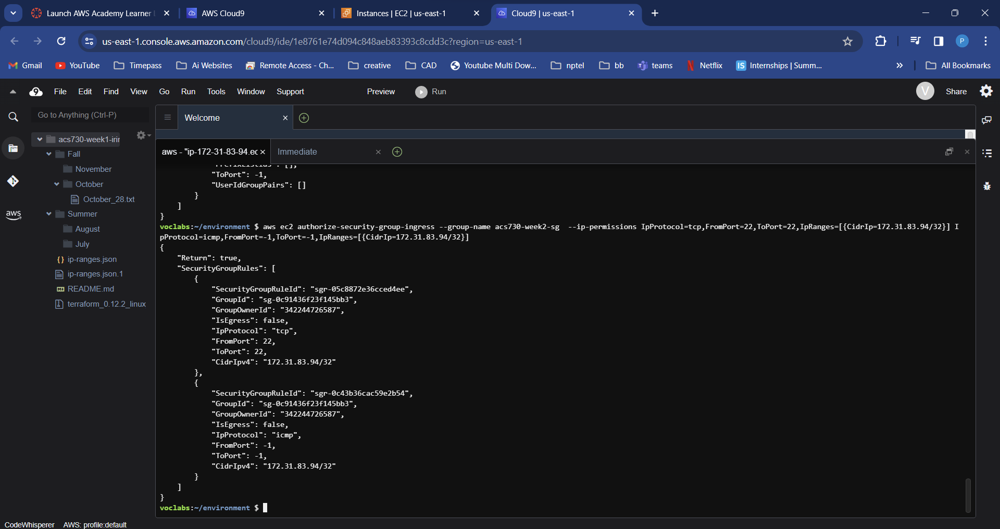 Launch AWS Academy Learner
AWS Cloud9
Instances | EC2 | us-east-1
Cloud9 | us-east-1
us-east-1.console.aws.amazon.com/cloud9/ide/1e8761e74d094c848aeb83393c8cdd3c?region=us-east-1
P
Gmail
YouTube
Timepass
Ai Websites
Remote Access - Ch...
creative
CAD
Youtube Multi Dow...
nptel
bb
teams
Netflix
IS
Internships | Summ...
All Bookmarks
9
File
Edit
Find
View
Go
Run
Tools
Window
Support
Preview
Run
V
Share
Go to Anything (Ctrl-P)
Welcome
acs730-week1-irir
Fall
November
October
October_28.txt
Summer
August
July
ip-ranges.json
ip-ranges.json.1
README.md
terraform_0.12.2_linux
aws
aws - "ip-172-31-83-94.ec
Immediate
"ToPort": -1,
"UserIdGroupPairs": []
}
]
}
voclabs:~/environment $ aws ec2 authorize-security-group-ingress --group-name acs730-week2-sg  --ip-permissions IpProtocol=tcp,FromPort=22,ToPort=22,IpRanges=[{CidrIp=172.31.83.94/32}] I
pProtocol=icmp,FromPort=-1,ToPort=-1,IpRanges=[{CidrIp=172.31.83.94/32}]
{
"Return": true,
"SecurityGroupRules": [
{
"SecurityGroupRuleId": "sgr-05c8872e36cced4ee",
"GroupId": "sg-0c91436f23f145bb3",
"GroupOwnerId": "342244726587",
"IsEgress": false,
"IpProtocol": "tcp",
"FromPort": 22,
"ToPort": 22,
"CidrIpv4": "172.31.83.94/32"
},
{
"SecurityGroupRuleId": "sgr-0c43b36cac59e2b54",
"GroupId": "sg-0c91436f23f145bb3",
"GroupOwnerId": "342244726587",
"IsEgress": false,
"IpProtocol": "icmp",
"FromPort": -1,
"ToPort": -1,
"CidrIpv4": "172.31.83.94/32"
}
]
}
voclabs:~/environment $
CodeWhisperer
AWS: profile:default